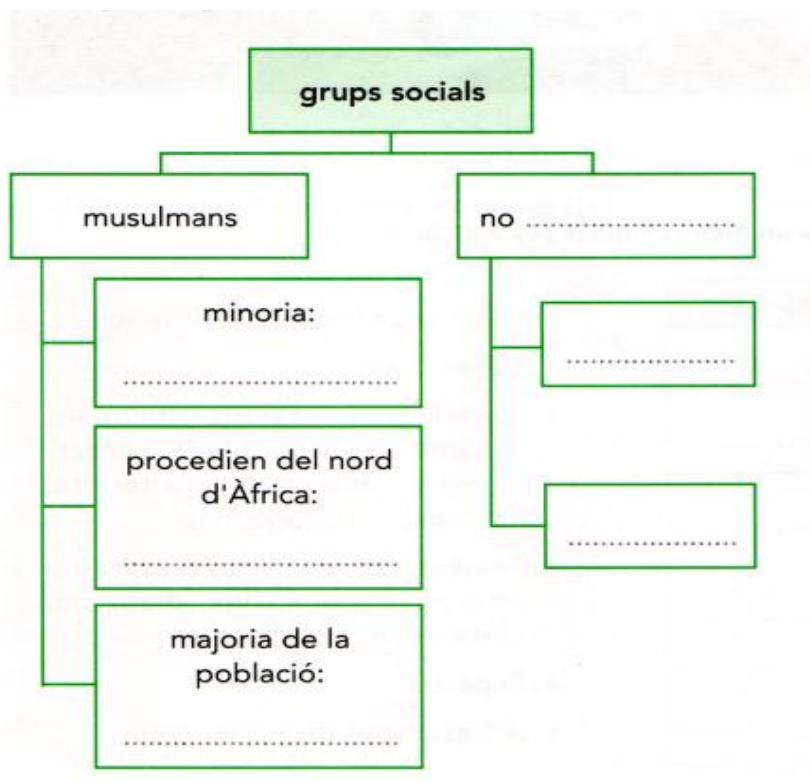 grups socials
musulmans
no ........................
minoria:
........................
procedien del nord
d'Àfrica:
........................
majoria de la
població:
........................
........................
........................